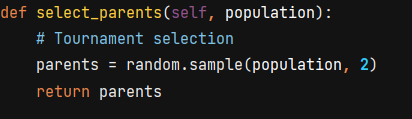 def select_parents(self, population):
    # Tournament selection
    parents = random.sample(population, 2)
    return parents